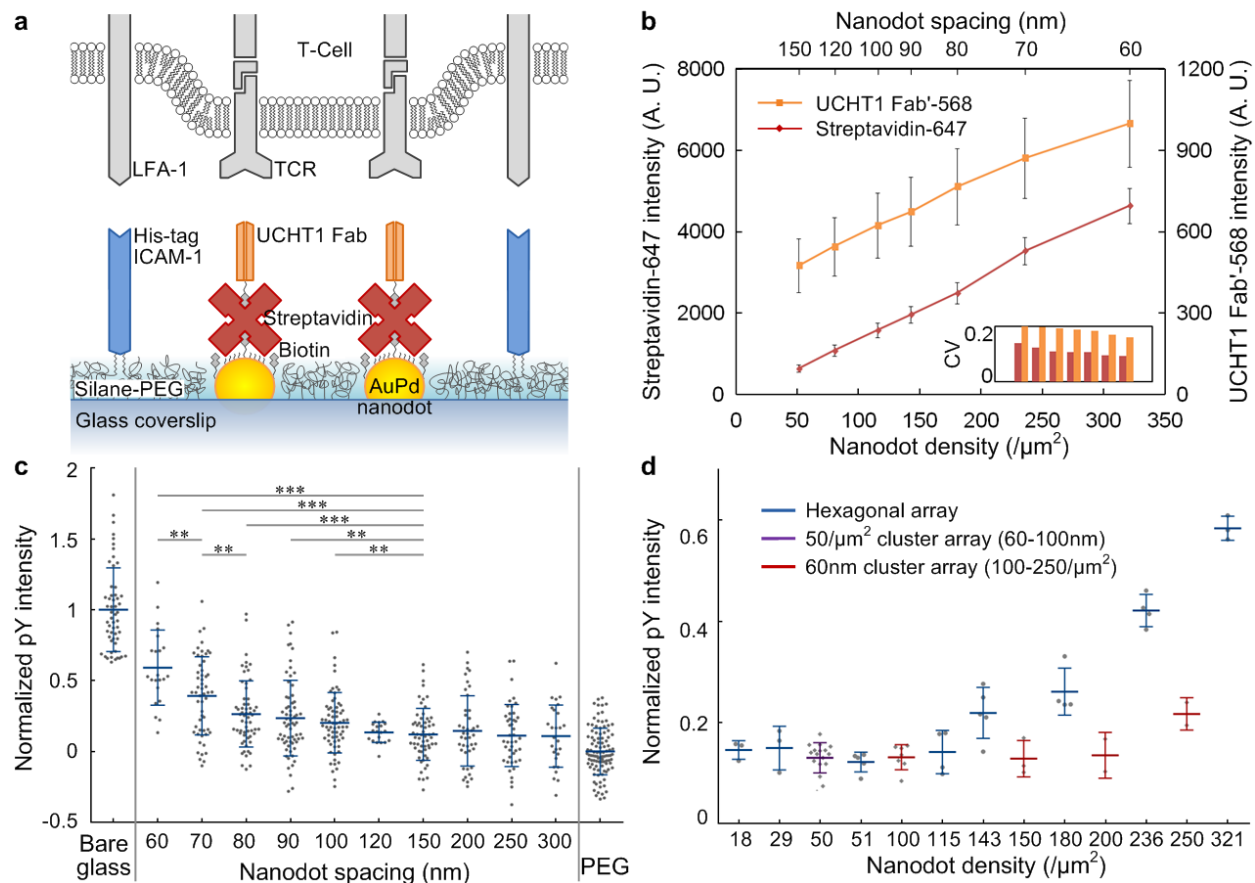 a
T-Cell
LFA-1
TCR
His-tag
ICAM-1
UCHT1 Fab
Streptavidin
Biotin
Silane-PEG
AuPd
nanodot
Glass coverslip
b
Nanodot spacing (nm)
150 120 100 90 80 70 60
8000 1200
UCHT1 Fab'-568
Streptavidin-647
6000 900
4000 600
2000 300
0 0
Streptavidin-647 intensity (A. U.)
UCHT1 Fab'-568 intensity (A. U.)
0.2
CV
0
0 50 100 150 200 250 300 350
Nanodot density (/µm²)
c
2
1.5
1
0.5
0
-0.5
Normalized pY intensity
***
***
***
** **
** **
Bare
glass
60 70 80 90 100 120 150 200 250 300
PEG
Nanodot spacing (nm)
d
Hexagonal array
50/µm² cluster array (60-100nm)
60nm cluster array (100-250/µm²)
0.6
0.4
0.2
0
Normalized pY intensity
18 29 50 51 100 115 143 150 180 200 236 250 321
Nanodot density (/µm²)